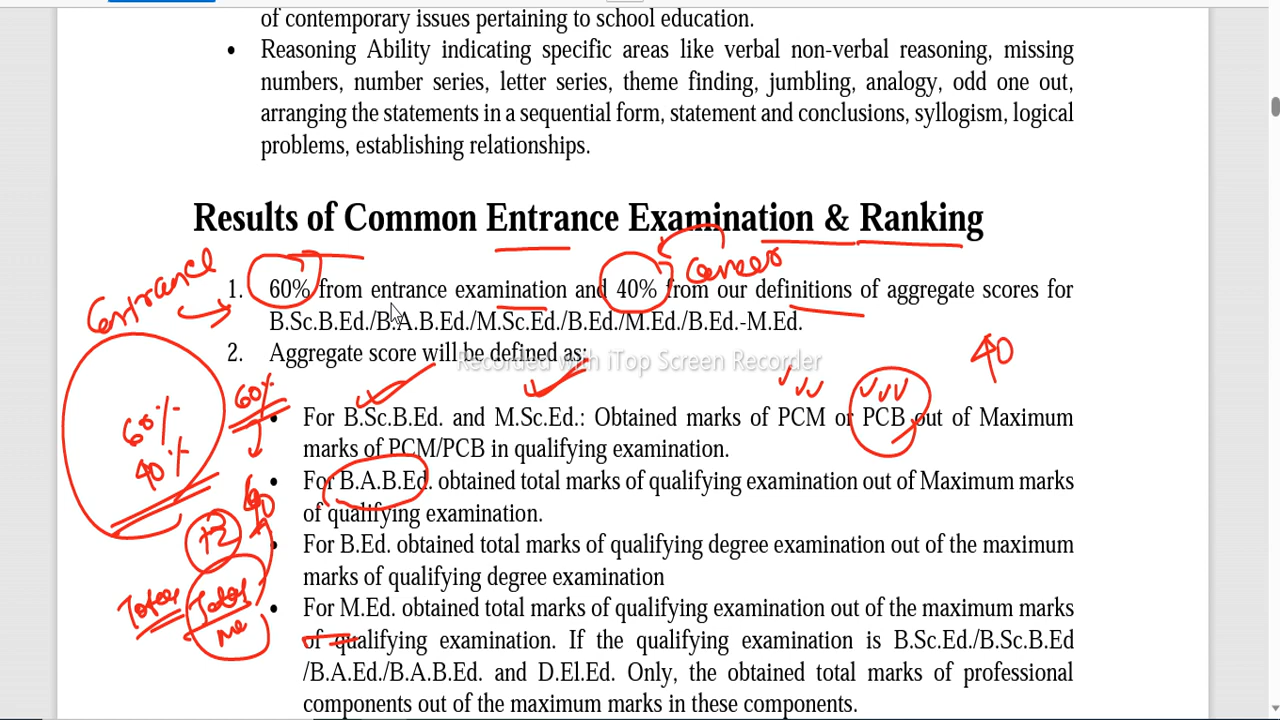 of contemporary issues pertaining to school education.
• Reasoning Ability indicating specific areas like verbal non-verbal reasoning, missing
numbers, number series, letter series, theme finding, jumbling, analogy, odd one out,
arranging the statements in a sequential form, statement and conclusions, syllogism, logical
problems, establishing relationships.
Results of Common Entrance Examination & Ranking
Entrance
Career
1. 60% from entrance examination and 40% from our definitions of aggregate scores for
B.Sc.B.Ed./B.A.B.Ed./M.Sc.Ed./B.Ed./M.Ed./B.Ed.-M.Ed.
2. Aggregate score will be defined as:
Recorded with iTop Screen Recorder
40
60%
60%
40%
• For B.Sc.B.Ed. and M.Sc.Ed.: Obtained marks of PCM or PCB out of Maximum
marks of PCM/PCB in qualifying examination.
• For B.A.B.Ed. obtained total marks of qualifying examination out of Maximum marks
of qualifying examination.
+2
• For B.Ed. obtained total marks of qualifying degree examination out of the maximum
marks of qualifying degree examination
Total
• For M.Ed. obtained total marks of qualifying examination out of the maximum marks
of qualifying examination. If the qualifying examination is B.Sc.Ed./B.Sc.B.Ed
/B.A.Ed./B.A.B.Ed. and D.El.Ed. Only, the obtained total marks of professional
components out of the maximum marks in these components.